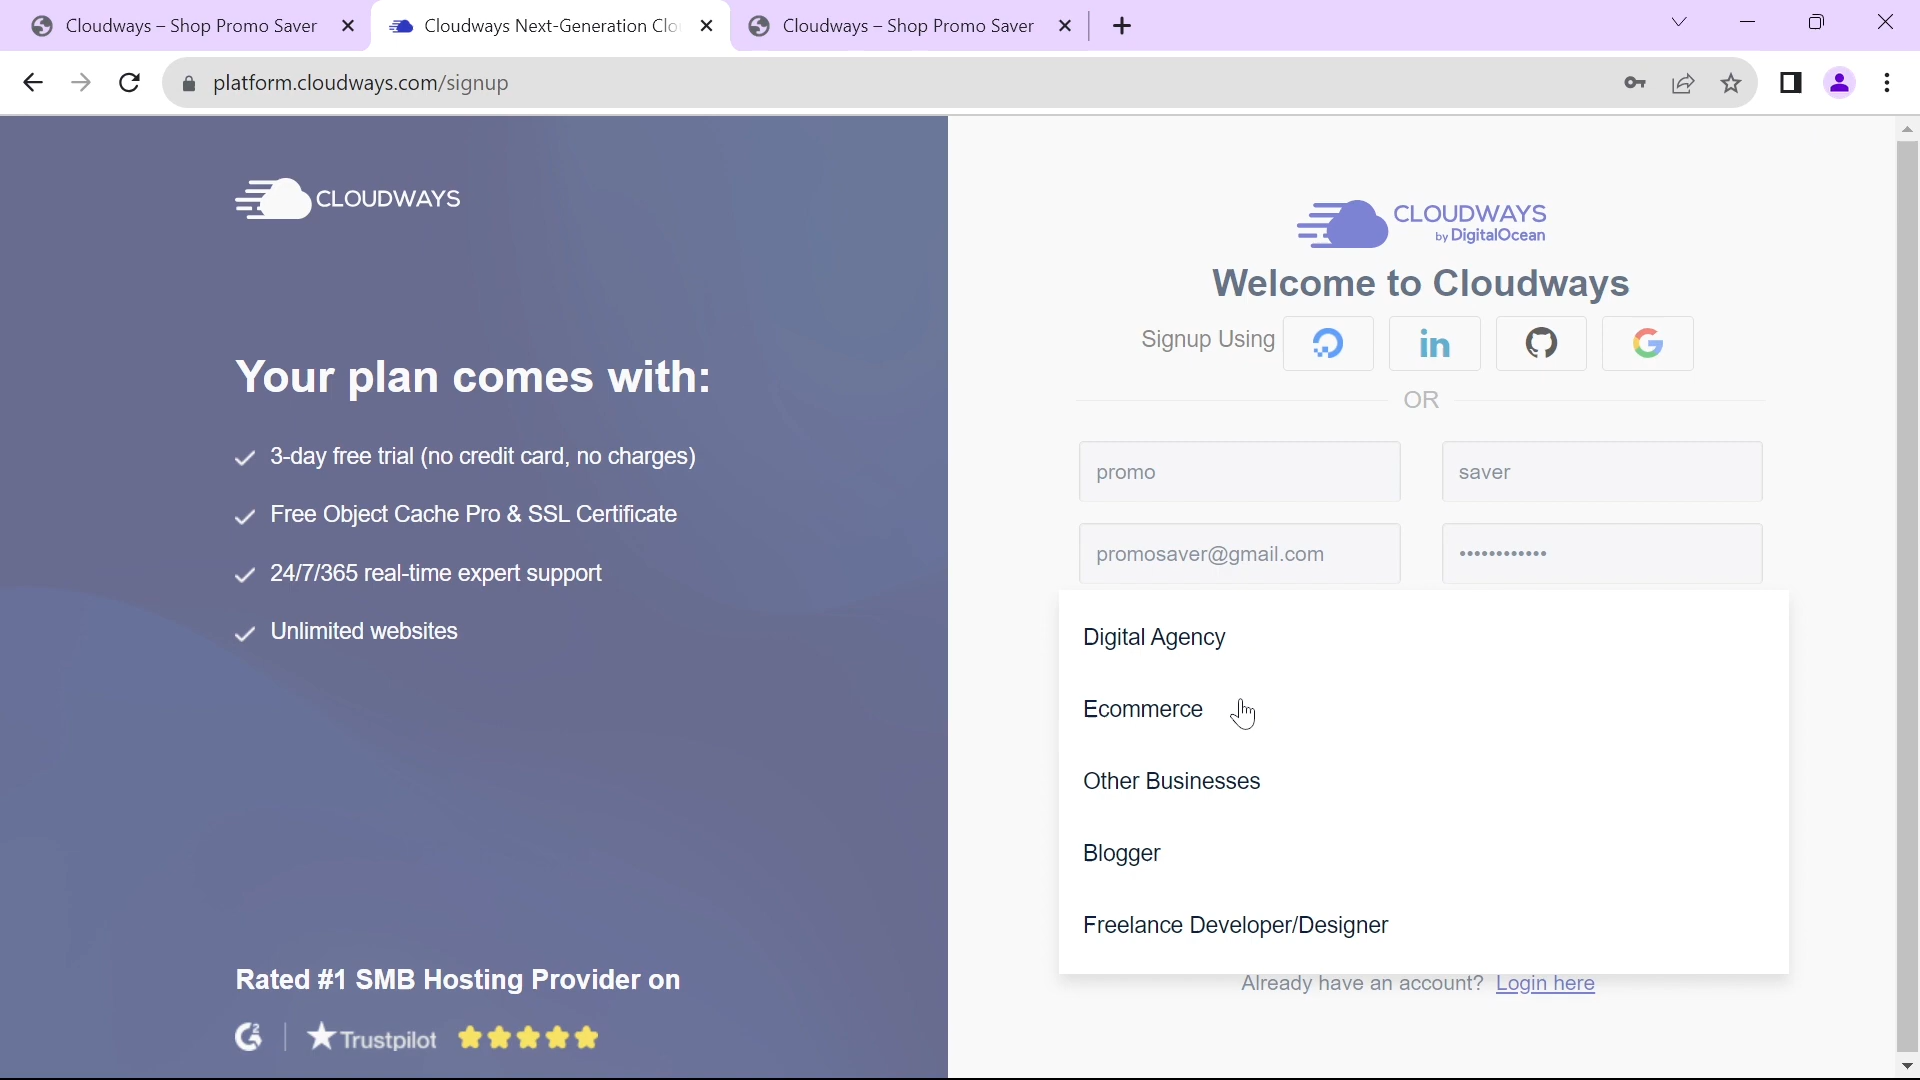 Cloudways – Shop Promo Saver
Cloudways Next-Generation Clo
Cloudways – Shop Promo Saver
platform.cloudways.com/signup
CLOUDWAYS
Your plan comes with:
3-day free trial (no credit card, no charges)
Free Object Cache Pro & SSL Certificate
24/7/365 real-time expert support
Unlimited websites
Rated #1 SMB Hosting Provider on
G2
Trustpilot
CLOUDWAYS
by DigitalOcean
Welcome to Cloudways
Signup Using
in
G
OR
promo
saver
promosaver@gmail.com
••••••••••••
Digital Agency
Ecommerce
Other Businesses
Blogger
Freelance Developer/Designer
Already have an account? Login here